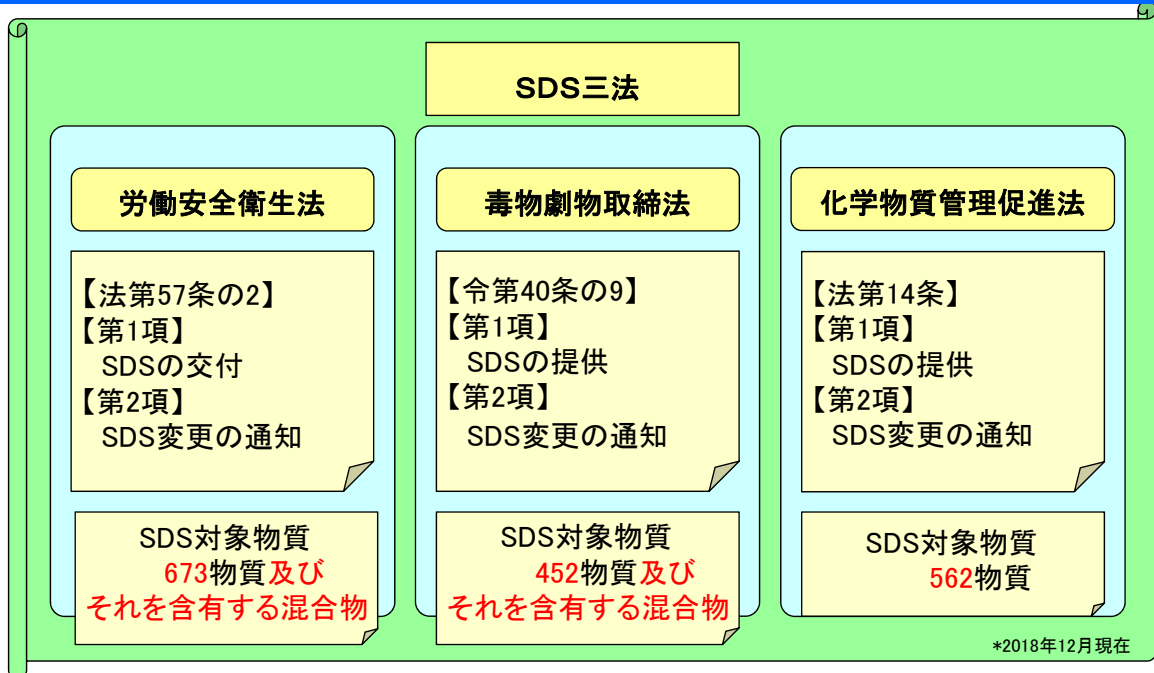 SDS三法
労働安全衛生法
【法第57条の2】
【第1項】
SDSの交付
【第2項】
SDS変更の通知
SDS対象物質
673物質及び
それを含有する混合物
毒物劇物取締法
【令第40条の9】
【第1項】
SDSの提供
【第2項】
SDS変更の通知
SDS対象物質
452物質及び
それを含有する混合物
化学物質管理促進法
【法第14条】
【第1項】
SDSの提供
【第2項】
SDS変更の通知
SDS対象物質
562物質
*2018年12月現在